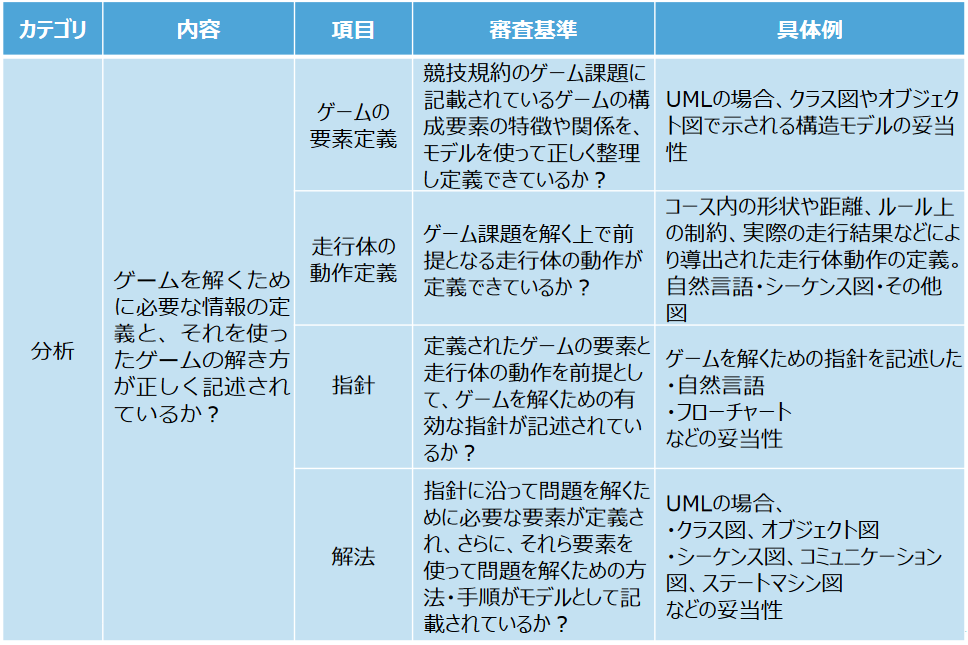 カテゴリ
内容
項目
審査基準
具体例
分析
ゲームを解くため
に必要な情報の定
義と、それを使っ
たゲームの解き方
が正しく記述され
ているか？
ゲームの
要素定義
競技規約のゲーム課題に
記載されているゲームの構
成要素の特徴や関係を、
モデルを使って正しく整理
し定義できているか？
UMLの場合、クラス図やオブジェク
ト図で示される構造モデルの妥当
性
走行体の
動作定義
ゲーム課題を解く上で前
提となる走行体の動作が
定義できているか？
コース内の形状や距離、ルール上
の制約、実際の走行結果などによ
り導出された走行体動作の定義。
自然言語・シーケンス図・その他
図
指針
定義されたゲームの要素と
走行体の動作を前提とし
て、ゲームを解くための有
効な指針が記述されてい
るか？
ゲームを解くための指針を記述した
・自然言語
・フローチャート
などの妥当性
解法
指針に沿って問題を解くた
めに必要な要素が定義さ
れ、さらに、それら要素を
使って問題を解くための方
法・手順がモデルとして記
載されているか？
UMLの場合、
・クラス図、オブジェクト図
・シーケンス図、コミュニケーション
図、ステートマシン図
などの妥当性